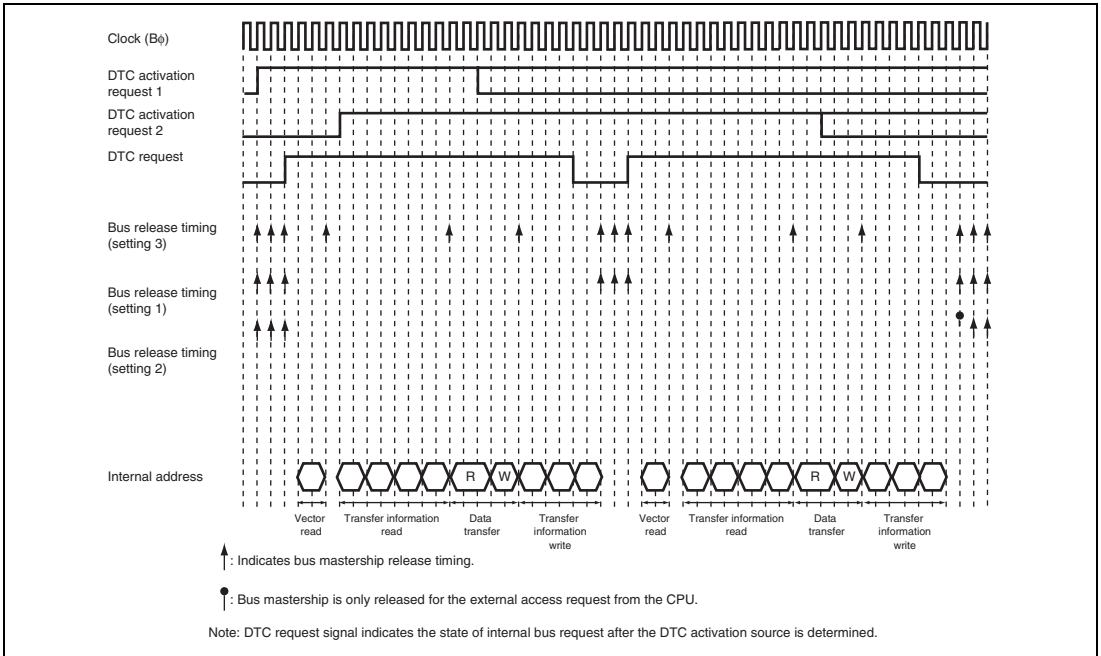 Clock (Bϕ)
DTC activation
request 1
DTC activation
request 2
DTC request
Bus release timing
(setting 3)
Bus release timing
(setting 1)
Bus release timing
(setting 2)
Internal address
R
W
R
W
Vector
read
Transfer information
read
Data
transfer
Transfer
information
write
Vector
read
Transfer information
read
Data
transfer
Transfer
information
write
: Indicates bus mastership release timing.
: Bus mastership is only released for the external access request from the CPU.
Note: DTC request signal indicates the state of internal bus request after the DTC activation source is determined.